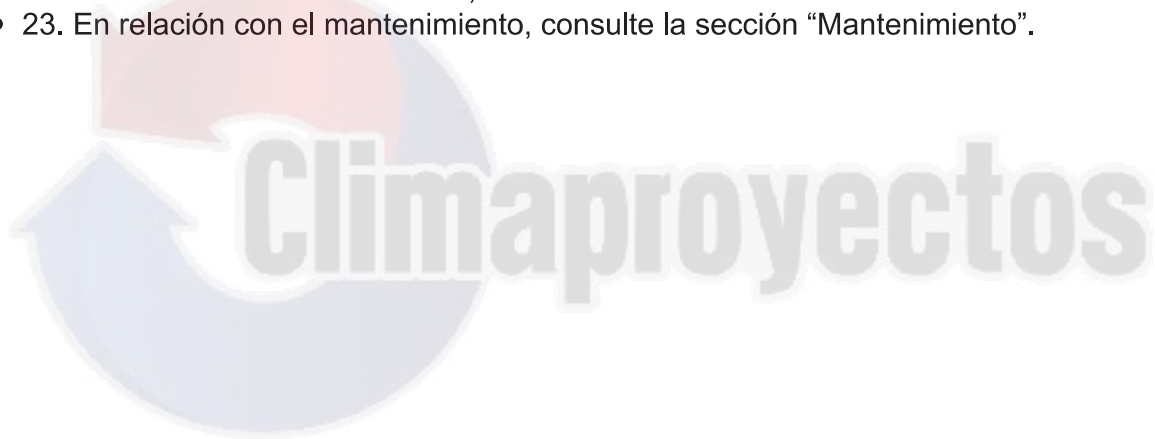 • 23. En relación con el mantenimiento, consulte la sección “Mantenimiento”.
Climaproyectos